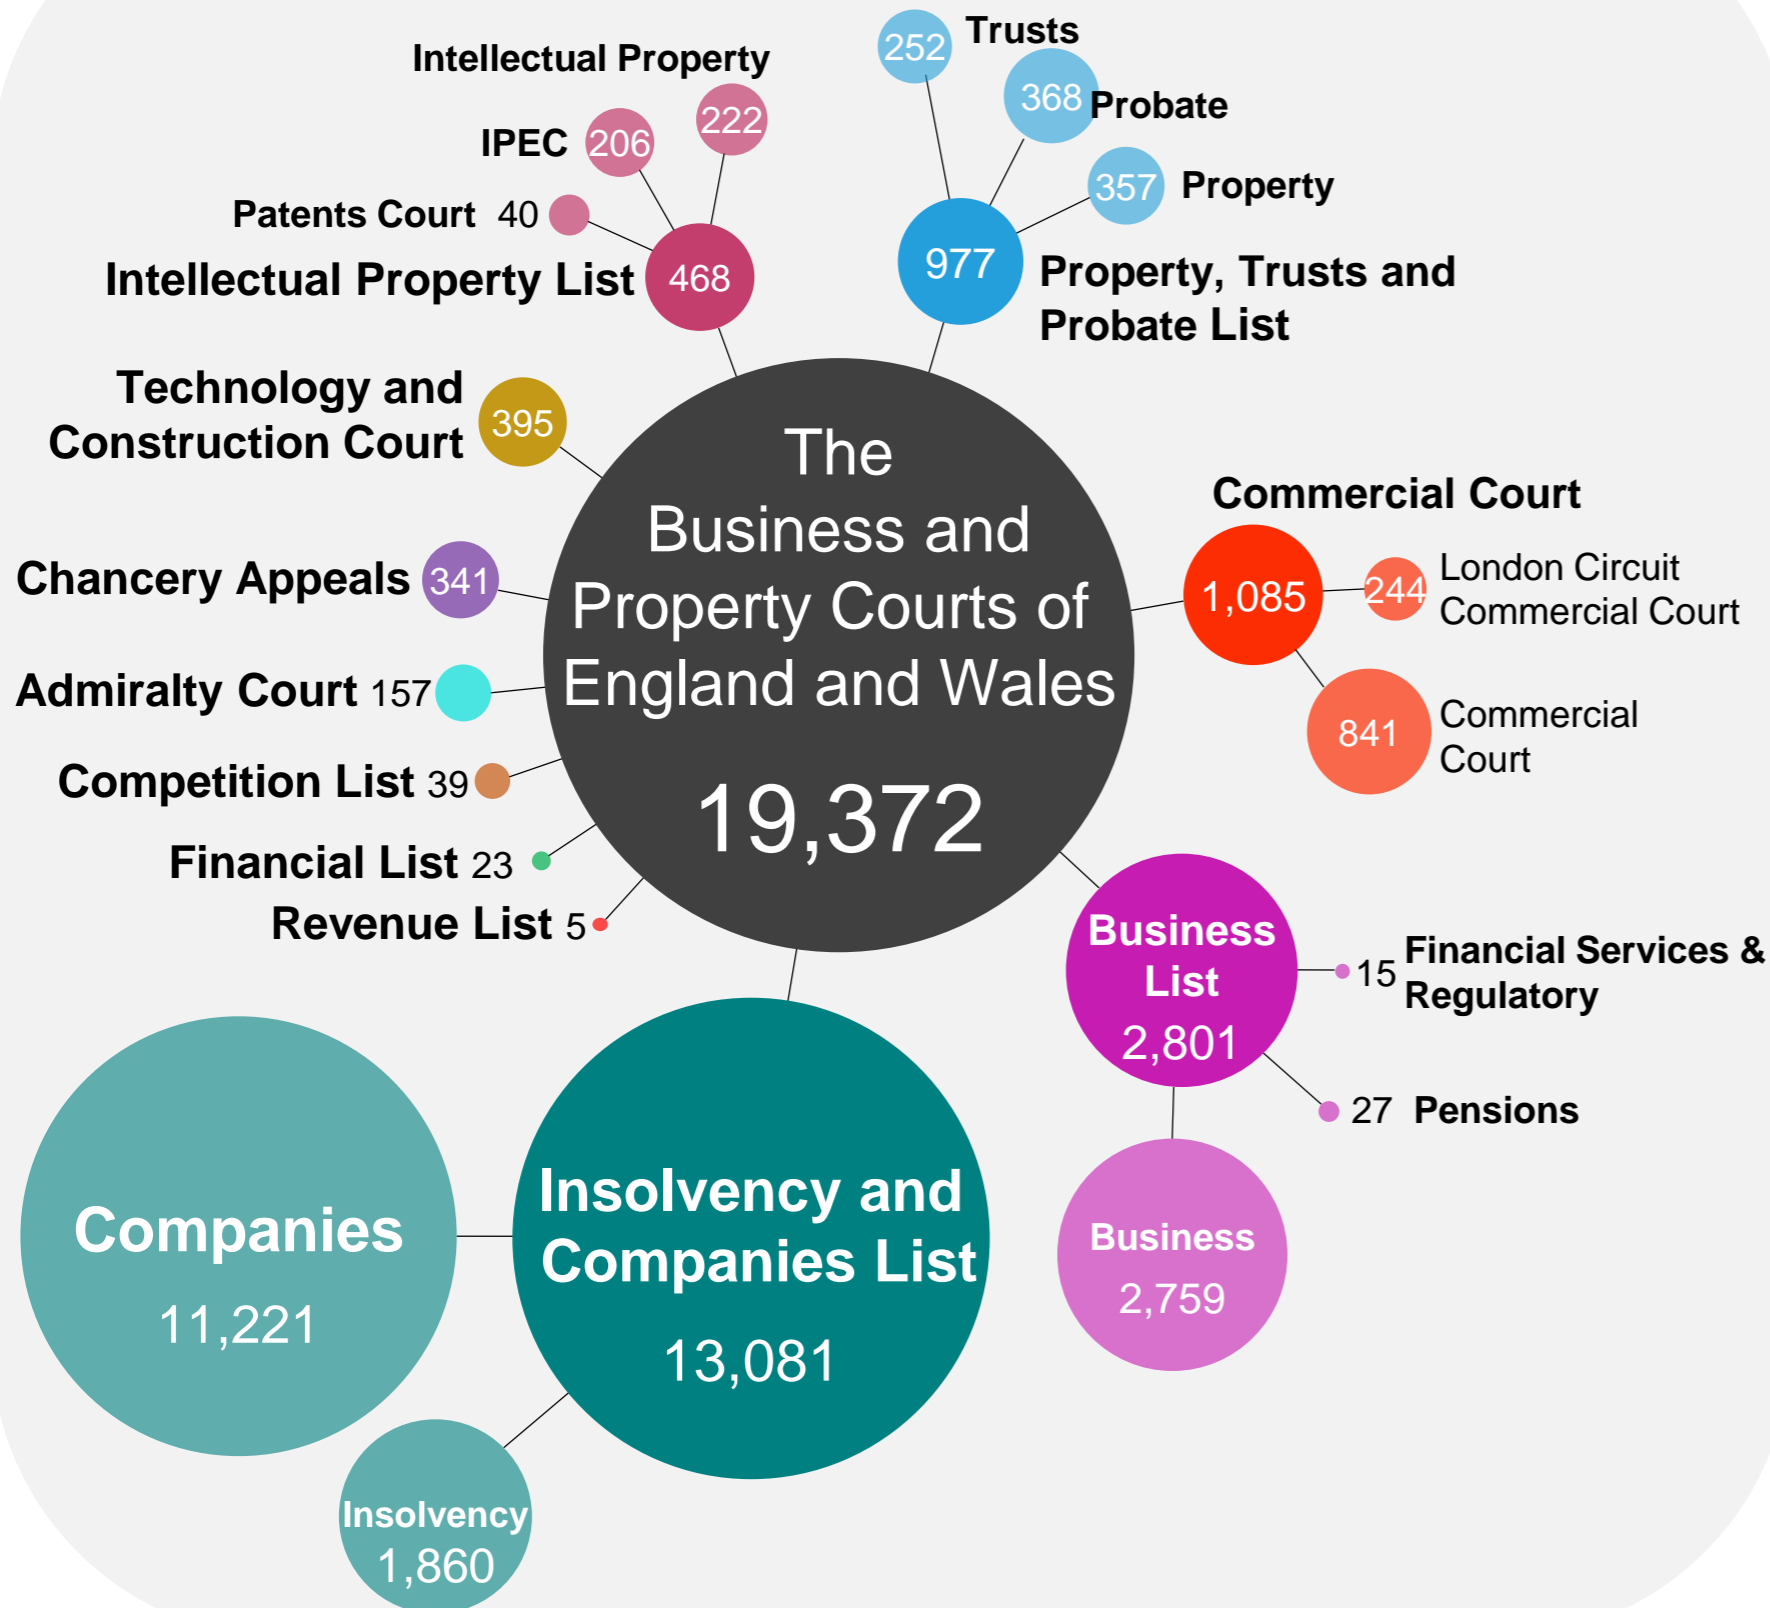 Trusts
252
Intellectual Property
368
Probate
222
IPEC
206
357
Property
Patents Court
40
977
Property, Trusts and
Probate List
Intellectual Property List
468
Technology and
Construction Court
395
The
Business and
Property Courts of
England and Wales
19,372
Commercial Court
1,085
244
London Circuit
Commercial Court
841
Commercial
Court
Chancery Appeals
341
Admiralty Court
157
Competition List
39
Financial List
23
Revenue List
5
Business
List
2,801
15
Financial Services &
Regulatory
27
Pensions
Business
2,759
Insolvency and
Companies List
13,081
Companies
11,221
Insolvency
1,860